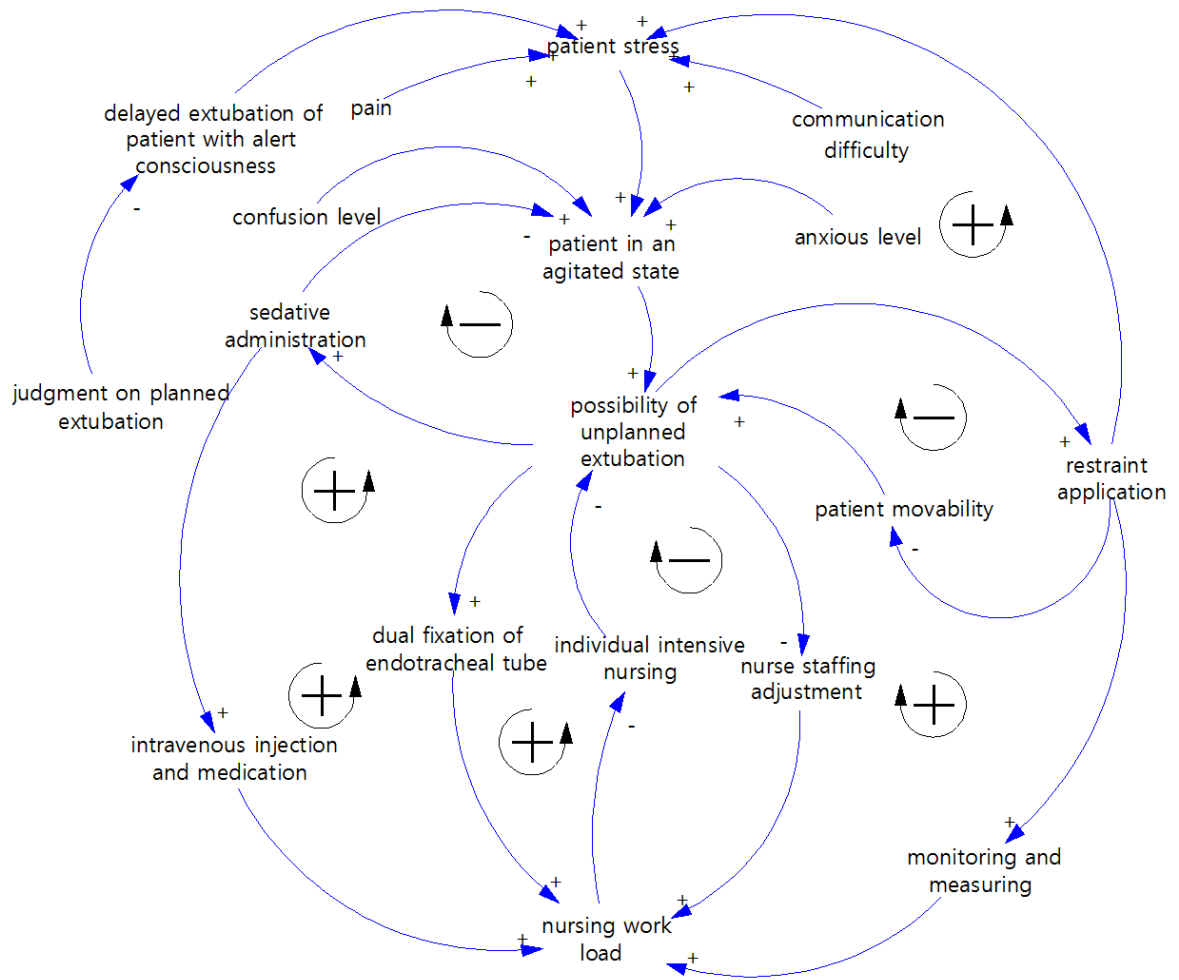 patient stress
delayed extubation of
patient with alert
consciousness
pain
communication
difficulty
confusion level
anxious level
patient in an
agitated state
sedative
administration
judgment on planned
extubation
possibility of
unplanned
extubation
restraint
application
patient movability
dual fixation of
endotracheal tube
individual intensive
nursing
nurse staffing
adjustment
intravenous injection
and medication
monitoring and
measuring
nursing work
load